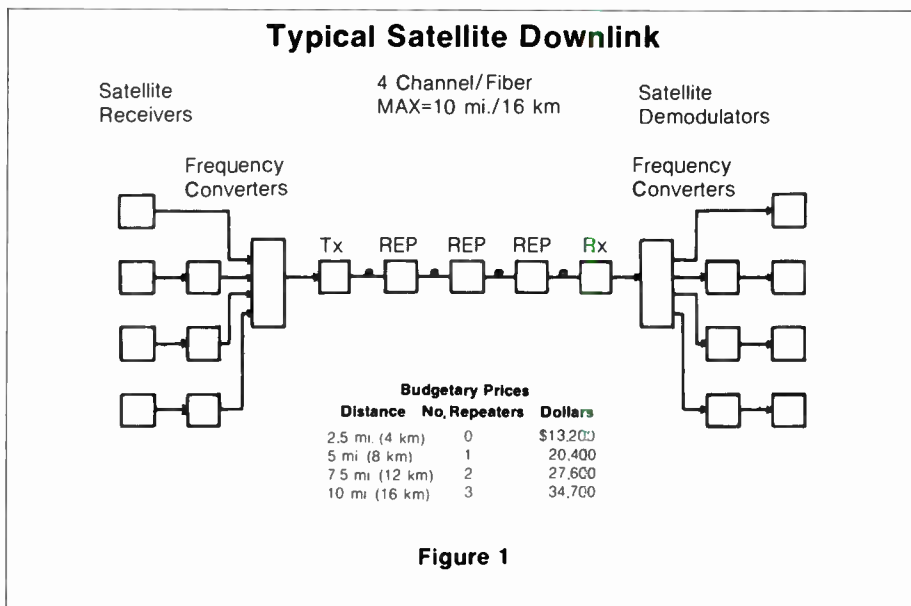 Typical Satellite Downlink
Satellite
Receivers
4 Channel/Fiber
MAX=10 mi./16 km
Satellite
Demodulators
Frequency
Converters
Frequency
Converters
Tx REP REP REP Rx
Budgetary Prices
Distance No. Repeaters Dollars
2.5 mi. (4 km) 0 $13,200
5 mi (8 km) 1 20,400
7 5 mi (12 km) 2 27,600
10 mi (16 km) 3 34,700
Figure 1